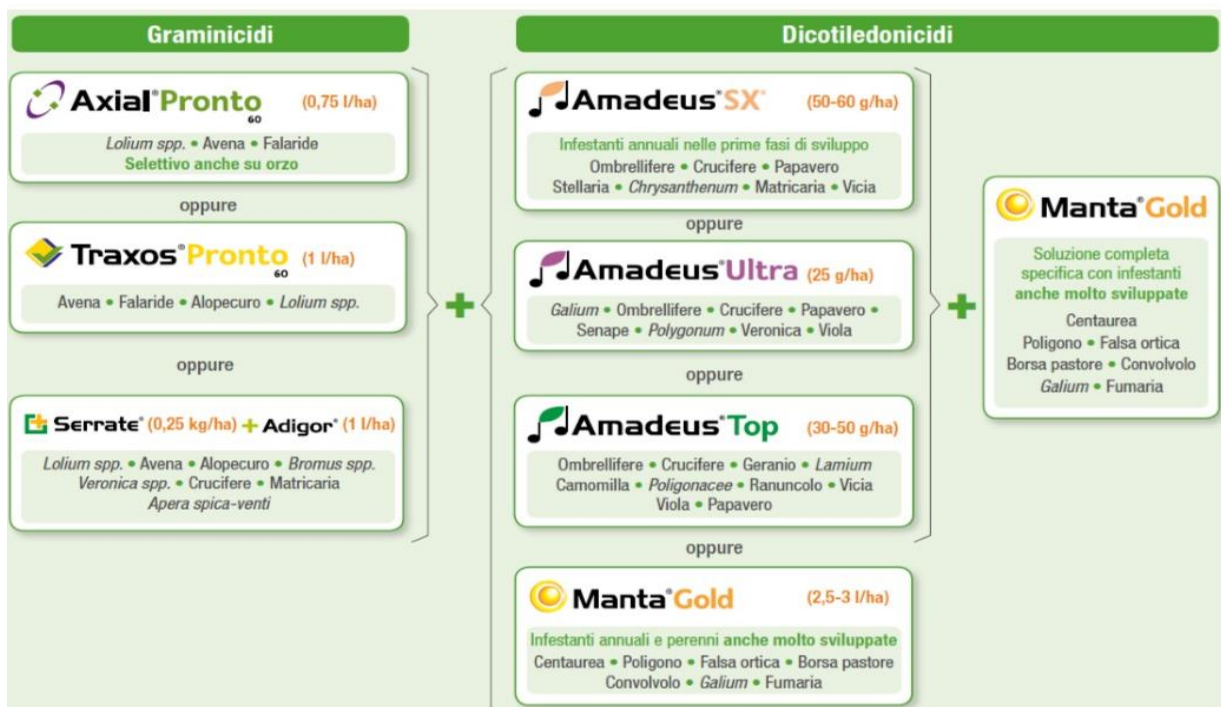 Graminicidi
Axial® Pronto 60 (0,75 l/ha)
Lolium spp. • Avena • Falaride
Selettivo anche su orzo
oppure
Traxos® Pronto 60 (1 l/ha)
Avena • Falaride • Alopecuro • Lolium spp.
oppure
Serrate® (0,25 kg/ha) + Adigor® (1 l/ha)
Lolium spp. • Avena • Alopecuro • Bromus spp.
Veronica spp. • Crucifere • Matricaria
Apera spica-venti
+
Dicotiledonicidi
Amadeus® SX® (50-60 g/ha)
Infestanti annuali nelle prime fasi di sviluppo
Ombrellifere • Crucifere • Papavero
Stellaria • Chrysanthenum • Matricaria • Vicia
oppure
Amadeus® Ultra (25 g/ha)
Galium • Ombrellifere • Crucifere • Papavero •
Senape • Polygonum • Veronica • Viola
oppure
Amadeus® Top (30-50 g/ha)
Ombrellifere • Crucifere • Geranio • Lamium
Camomilla • Poligonacee • Ranuncolo • Vicia
Viola • Papavero
oppure
Manta® Gold (2,5-3 l/ha)
Infestanti annuali e perenni anche molto sviluppate
Centaurea • Poligono • Falsa ortica • Borsa pastore
Convolvolo • Galium • Fumaria
+
Manta® Gold
Soluzione completa
specifica con infestanti
anche molto sviluppate
Centaurea
Poligono • Falsa ortica
Borsa pastore • Convolvolo
Galium • Fumaria